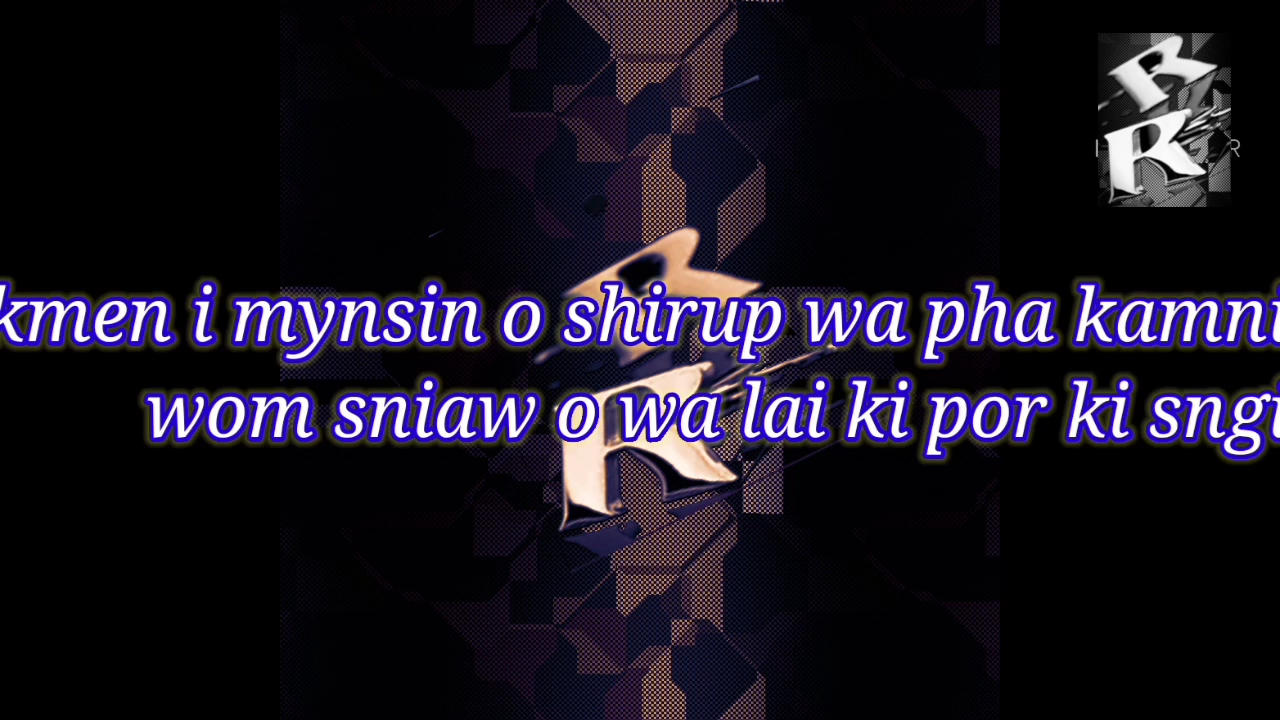 kmen i mynsin o shirup wa pha kamni
wom sniaw o wa lai ki por ki sngi
R
R
R
R